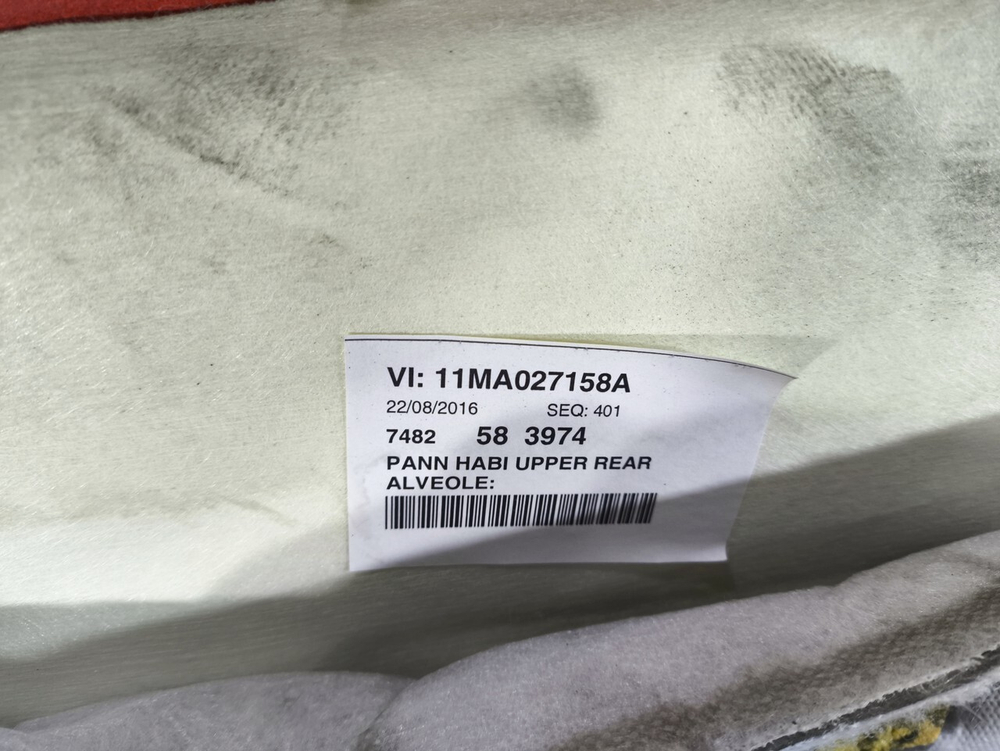 VI: 11MA027158A
22/08/2016 SEQ: 401
7482 58 3974
PANN HABI UPPER REAR
ALVEOLE: